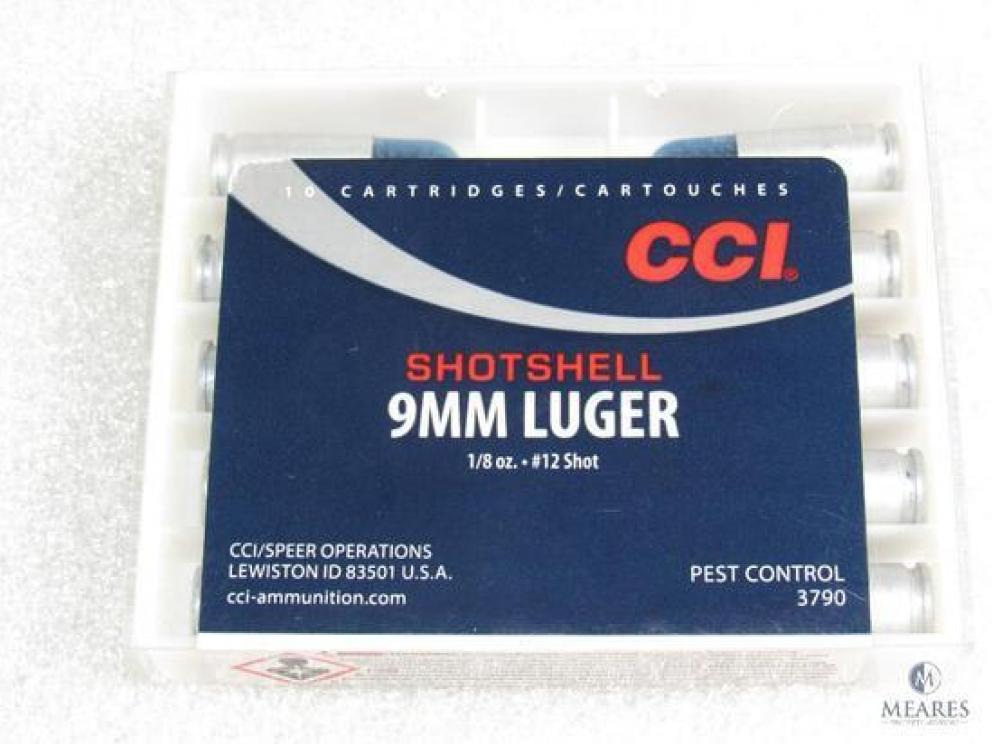 10 CARTRIDGES/CARTOUCHES
CCI®
SHOTSHELL
9MM LUGER
1/8 oz. • #12 Shot
CCI/SPEER OPERATIONS
LEWISTON ID 83501 U.S.A.
cci-ammunition.com
PEST CONTROL
3790
M
MEARES